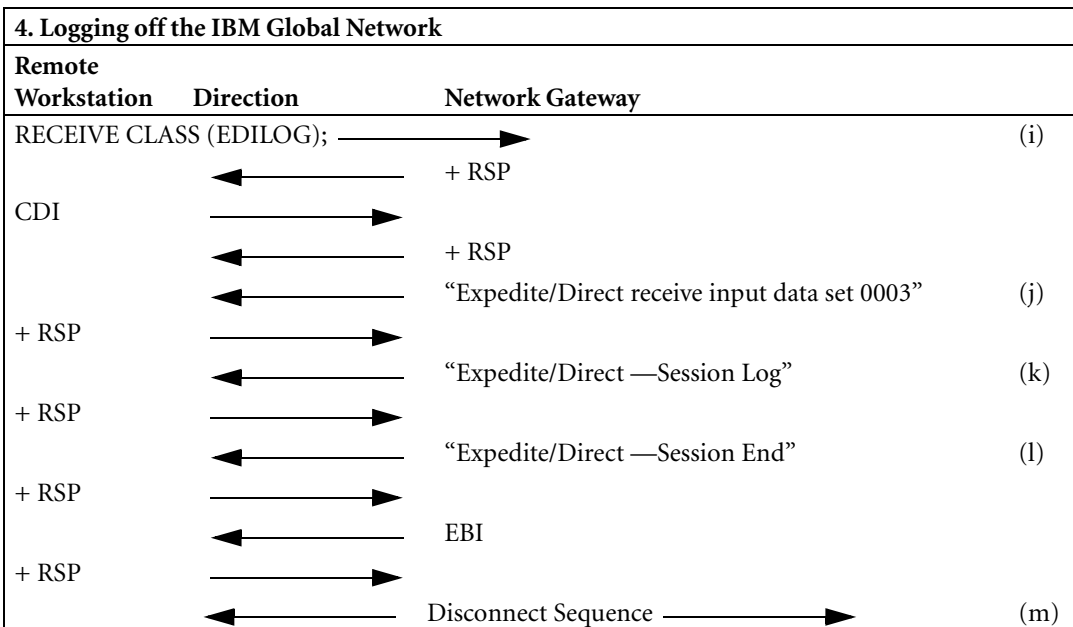 4. Logging off the IBM Global Network
Remote
Workstation Direction Network Gateway
RECEIVE CLASS (EDILOG); (i)
+ RSP
CDI
+ RSP
“Expedite/Direct receive input data set 0003” (j)
+ RSP
“Expedite/Direct —Session Log” (k)
+ RSP
“Expedite/Direct —Session End” (l)
+ RSP
EBI
+ RSP
Disconnect Sequence (m)